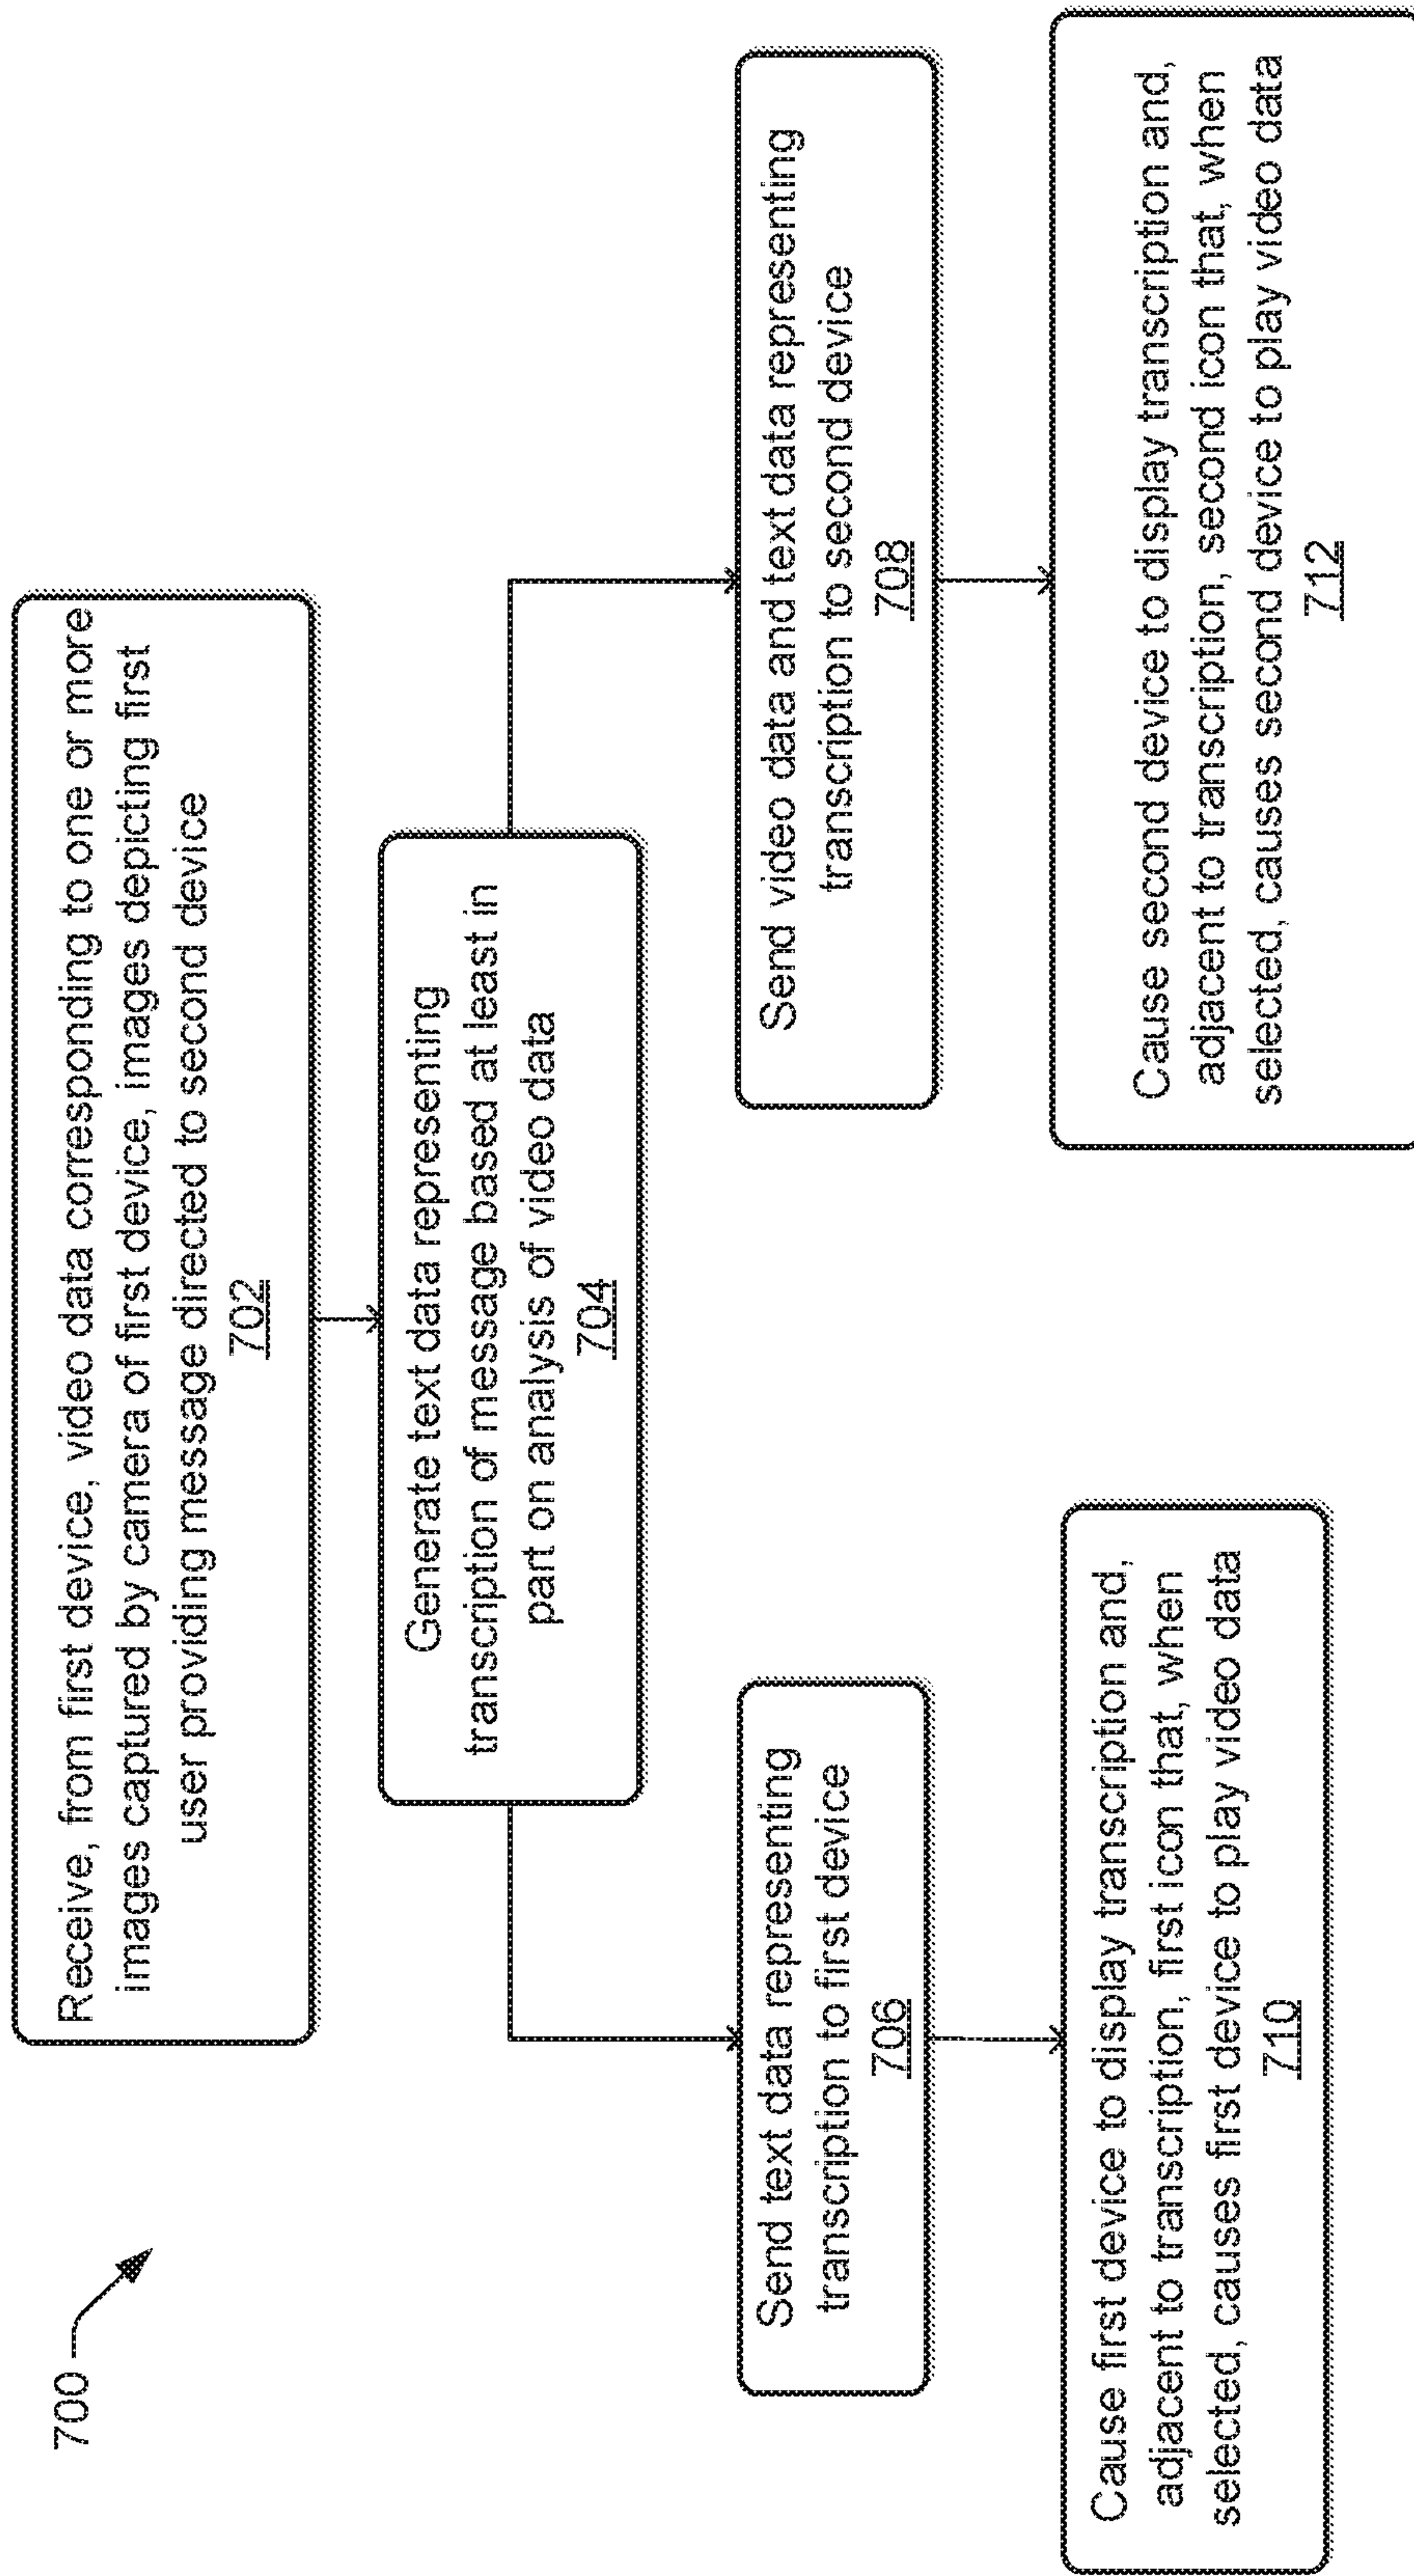 700
Receive, from first device, video data corresponding to one or more
images captured by camera of first device, images depicting first
user providing message directed to second device
702
Generate text data representing
transcription of message based at least in
part on analysis of video data
704
Send text data representing
transcription to first device
706
Send video data and text data representing
transcription to second device
708
Cause first device to display transcription and,
adjacent to transcription, first icon that, when
selected, causes first device to play video data
710
Cause second device to display transcription and,
adjacent to transcription, second icon that, when
selected, causes second device to play video data
712